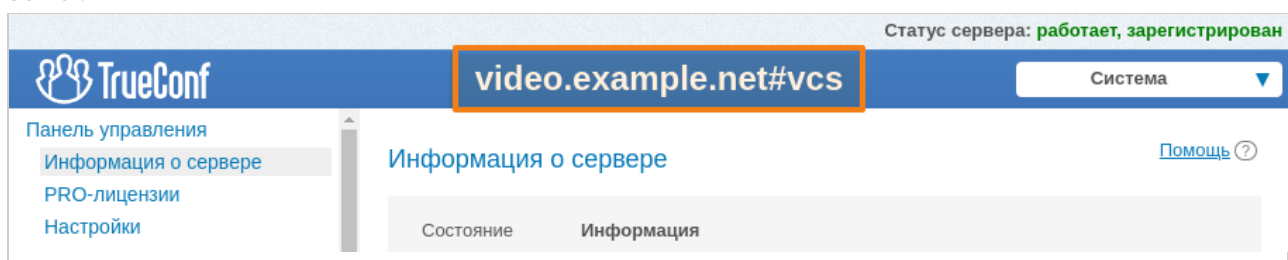 Статус сервера: работает, зарегистрирован
TrueConf
video.example.net#vcs
Система
Панель управления
Информация о сервере
PRO-лицензии
Настройки
Информация о сервере
Помощь ?
Состояние Информация